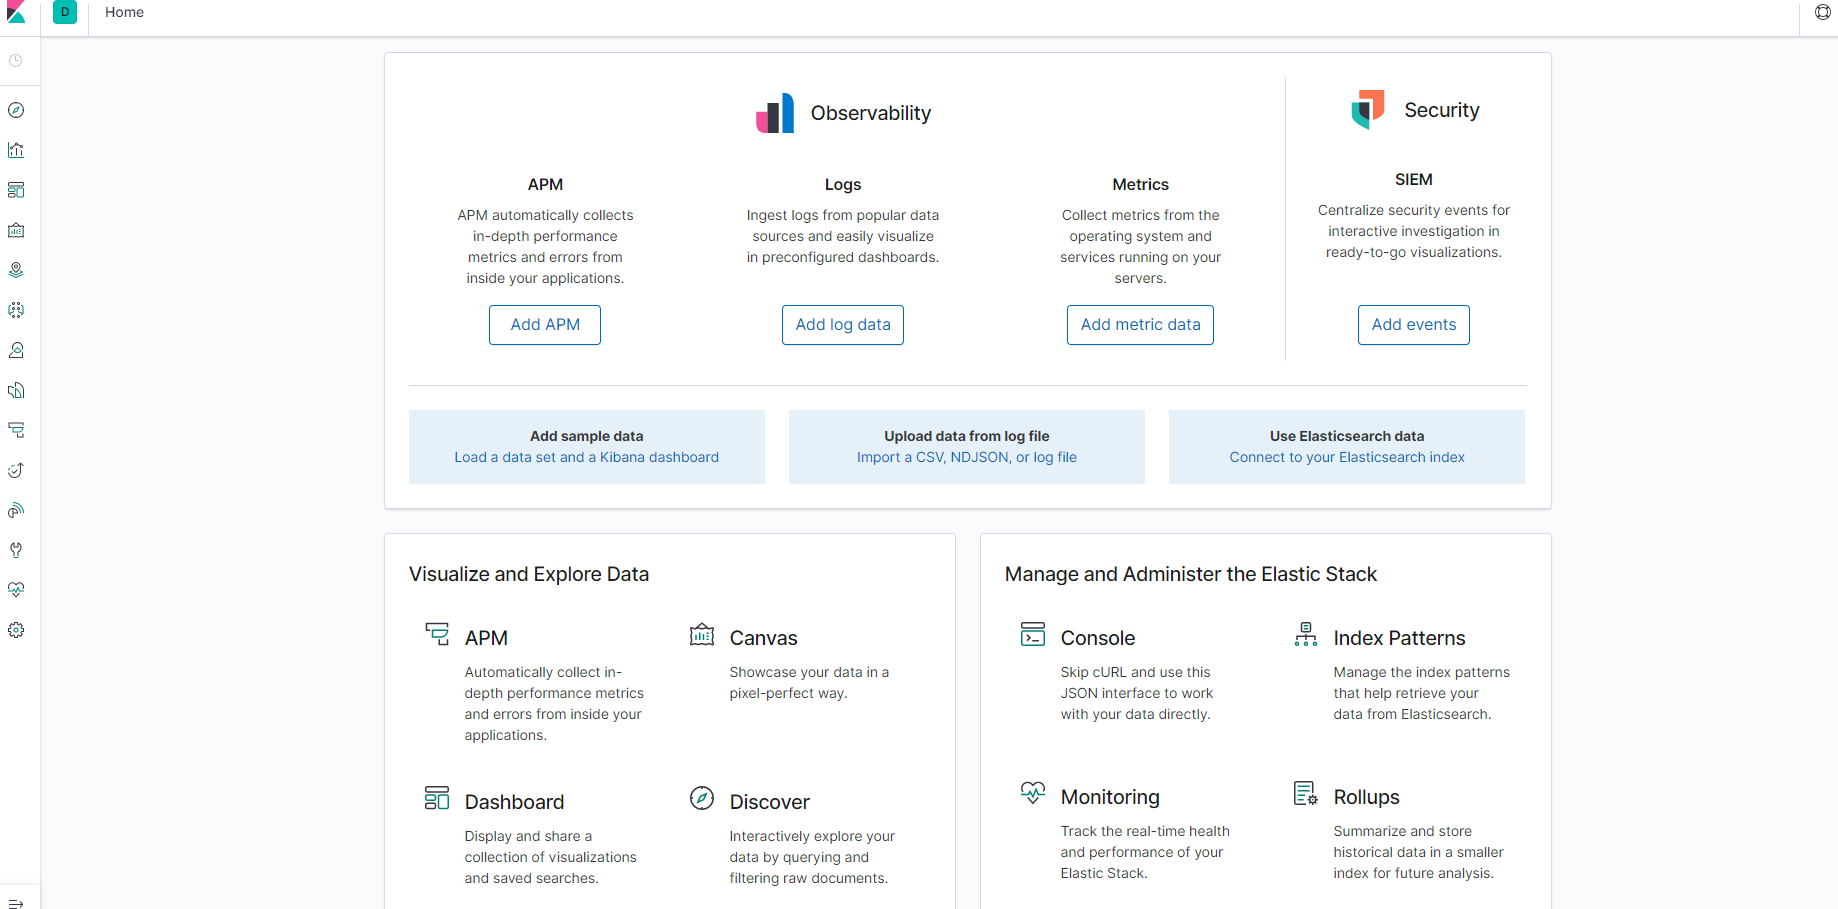 D
Home
Observability
APM
APM automatically collects
in-depth performance
metrics and errors from
inside your applications.
Add APM
Logs
Ingest logs from popular data
sources and easily visualize
in preconfigured dashboards.
Add log data
Metrics
Collect metrics from the
operating system and
services running on your
servers.
Add metric data
Security
SIEM
Centralize security events for
interactive investigation in
ready-to-go visualizations.
Add events
Add sample data
Load a data set and a Kibana dashboard
Upload data from log file
Import a CSV, NDJSON, or log file
Use Elasticsearch data
Connect to your Elasticsearch index
Visualize and Explore Data
APM
Automatically collect in-
depth performance metrics
and errors from inside your
applications.
Canvas
Showcase your data in a
pixel-perfect way.
Dashboard
Display and share a
collection of visualizations
and saved searches.
Discover
Interactively explore your
data by querying and
filtering raw documents.
Manage and Administer the Elastic Stack
Console
Skip cURL and use this
JSON interface to work
with your data directly.
Index Patterns
Manage the index patterns
that help retrieve your
data from Elasticsearch.
Monitoring
Track the real-time health
and performance of your
Elastic Stack.
Rollups
Summarize and store
historical data in a smaller
index for future analysis.